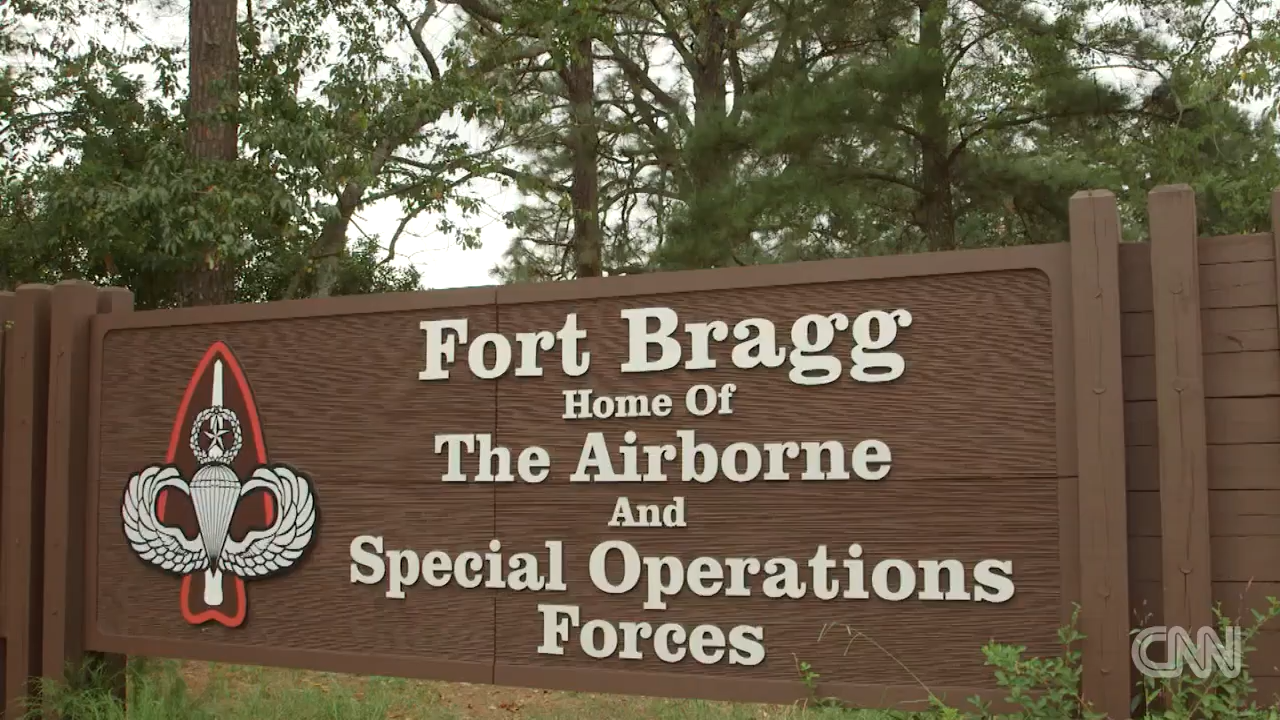 Fort Bragg
Home Of
The Airborne
And
Special Operations
Forces
CNN